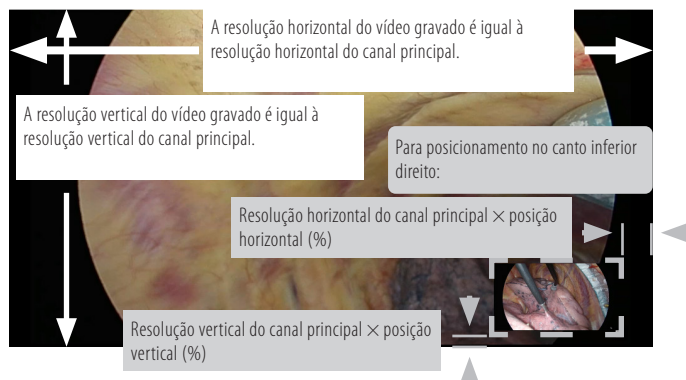 A resolução horizontal do vídeo gravado é igual à
resolução horizontal do canal principal.
A resolução vertical do vídeo gravado é igual à
resolução vertical do canal principal.
Para posicionamento no canto inferior
direito:
Resolução horizontal do canal principal × posição
horizontal (%)
Resolução vertical do canal principal × posição
vertical (%)